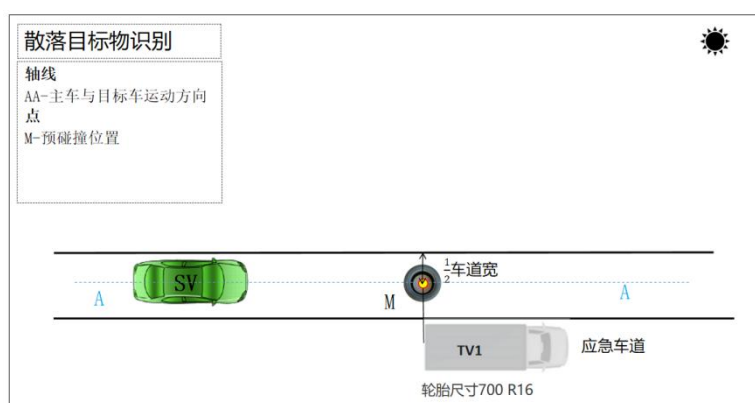 散落目标物识别
轴线
AA-主车与目标车运动方向
点
M-预碰撞位置
SV
1/2车道宽
A
M
A
TV1
应急车道
轮胎尺寸700 R16